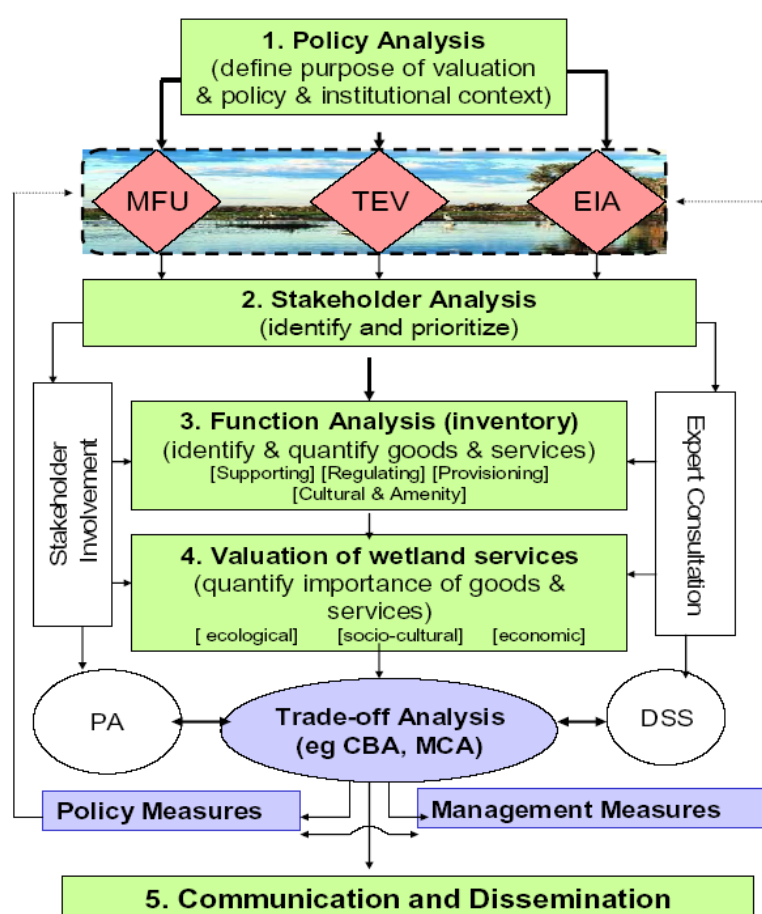 1. Policy Analysis
(define purpose of valuation
& policy & institutional context)
MFU
TEV
EIA
2. Stakeholder Analysis
(identify and prioritize)
Stakeholder
Involvement
3. Function Analysis (inventory)
(identify & quantify goods & services)
[Supporting] [Regulating] [Provisioning]
[Cultural & Amenity]
Expert Consultation
4. Valuation of wetland services
(quantify importance of goods &
services)
[ ecological] [socio-cultural] [economic]
PA
Trade-off Analysis
(eg CBA, MCA)
DSS
Policy Measures
Management Measures
5. Communication and Dissemination